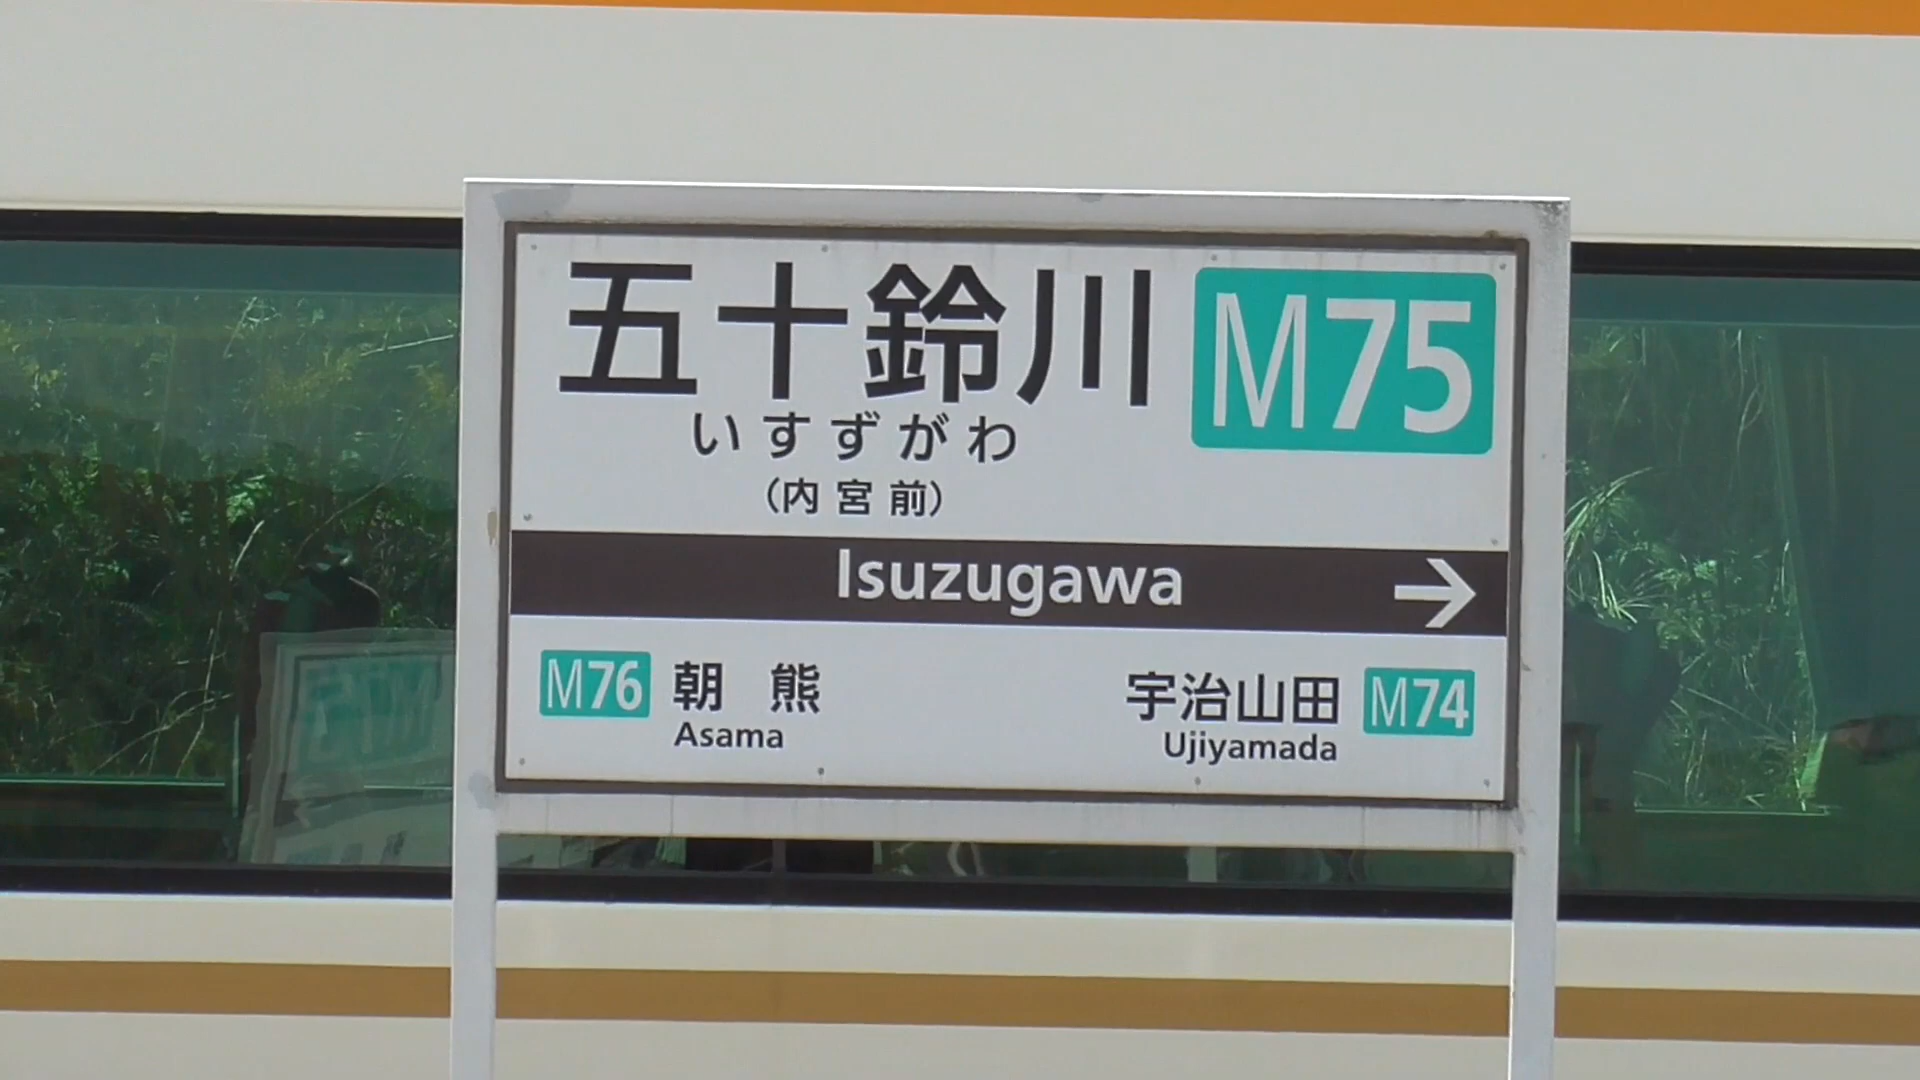 五十鈴川 M75
いすずがわ
(内宮前)
Isuzugawa →
M76 朝熊 宇治山田 M74
Asama Ujiyamada